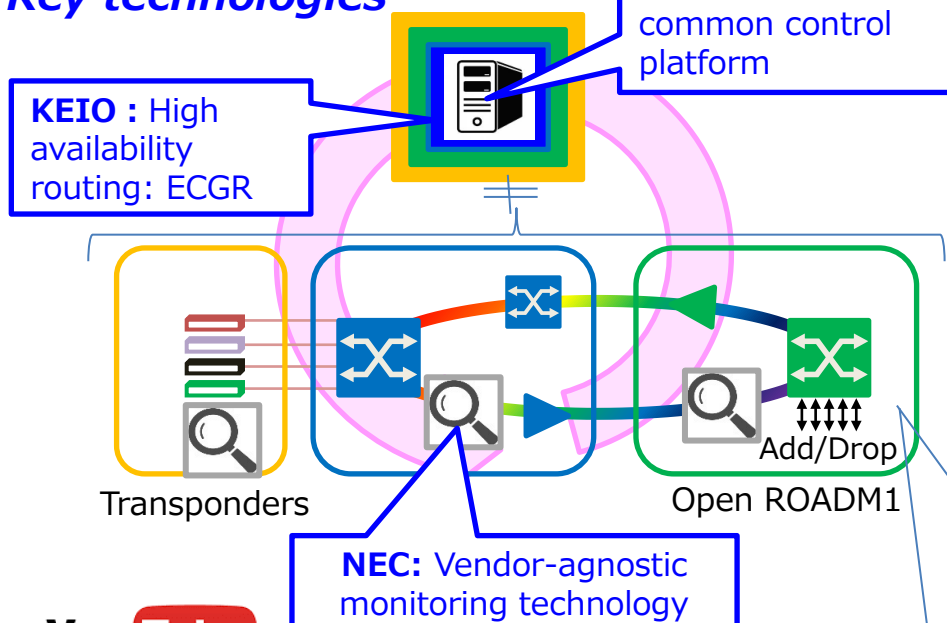 Key technologies
common control
platform
KEIO : High
availability
routing: ECGR
Add/Drop
Transponders
Open ROADM1
NEC: Vendor-agnostic
monitoring technology